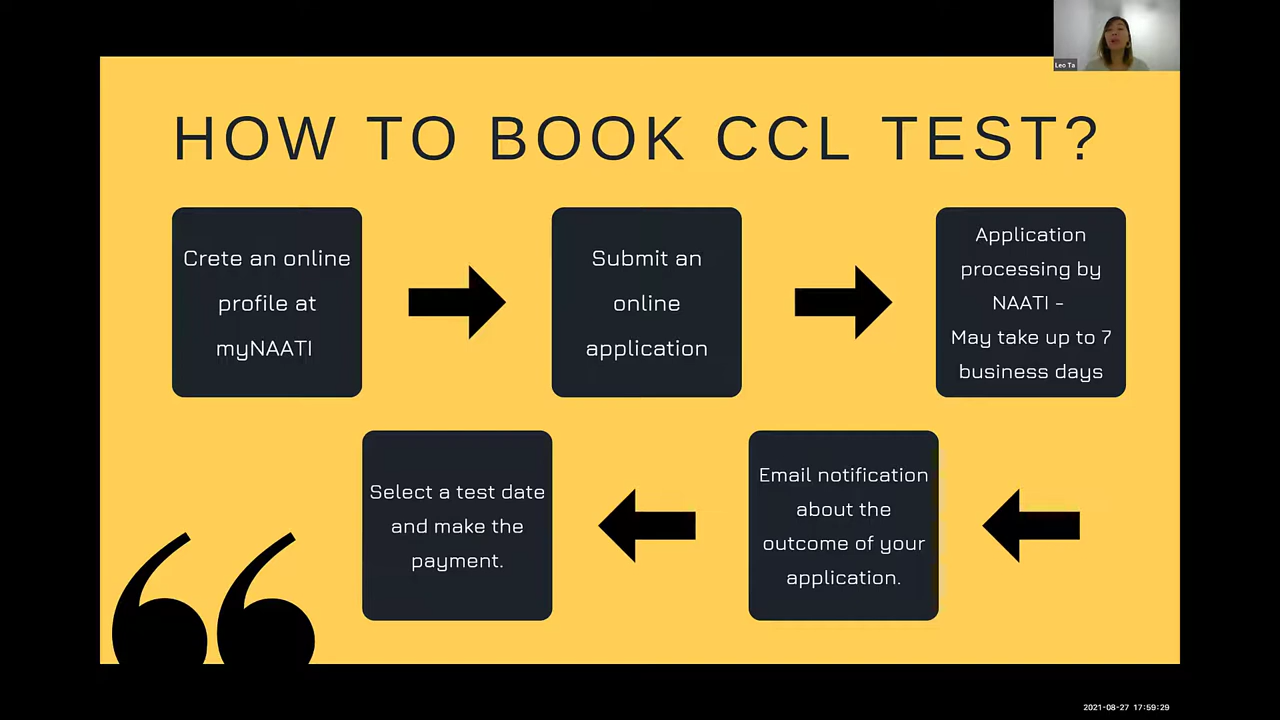 Leo Ta
HOW TO BOOK CCL TEST?
Crete an online
profile at
myNAATI
Submit an
online
application
Application
processing by
NAATI -
May take up to 7
business days
Email notification
about the
outcome of your
application.
Select a test date
and make the
payment.
2021-08-27 17:59:29